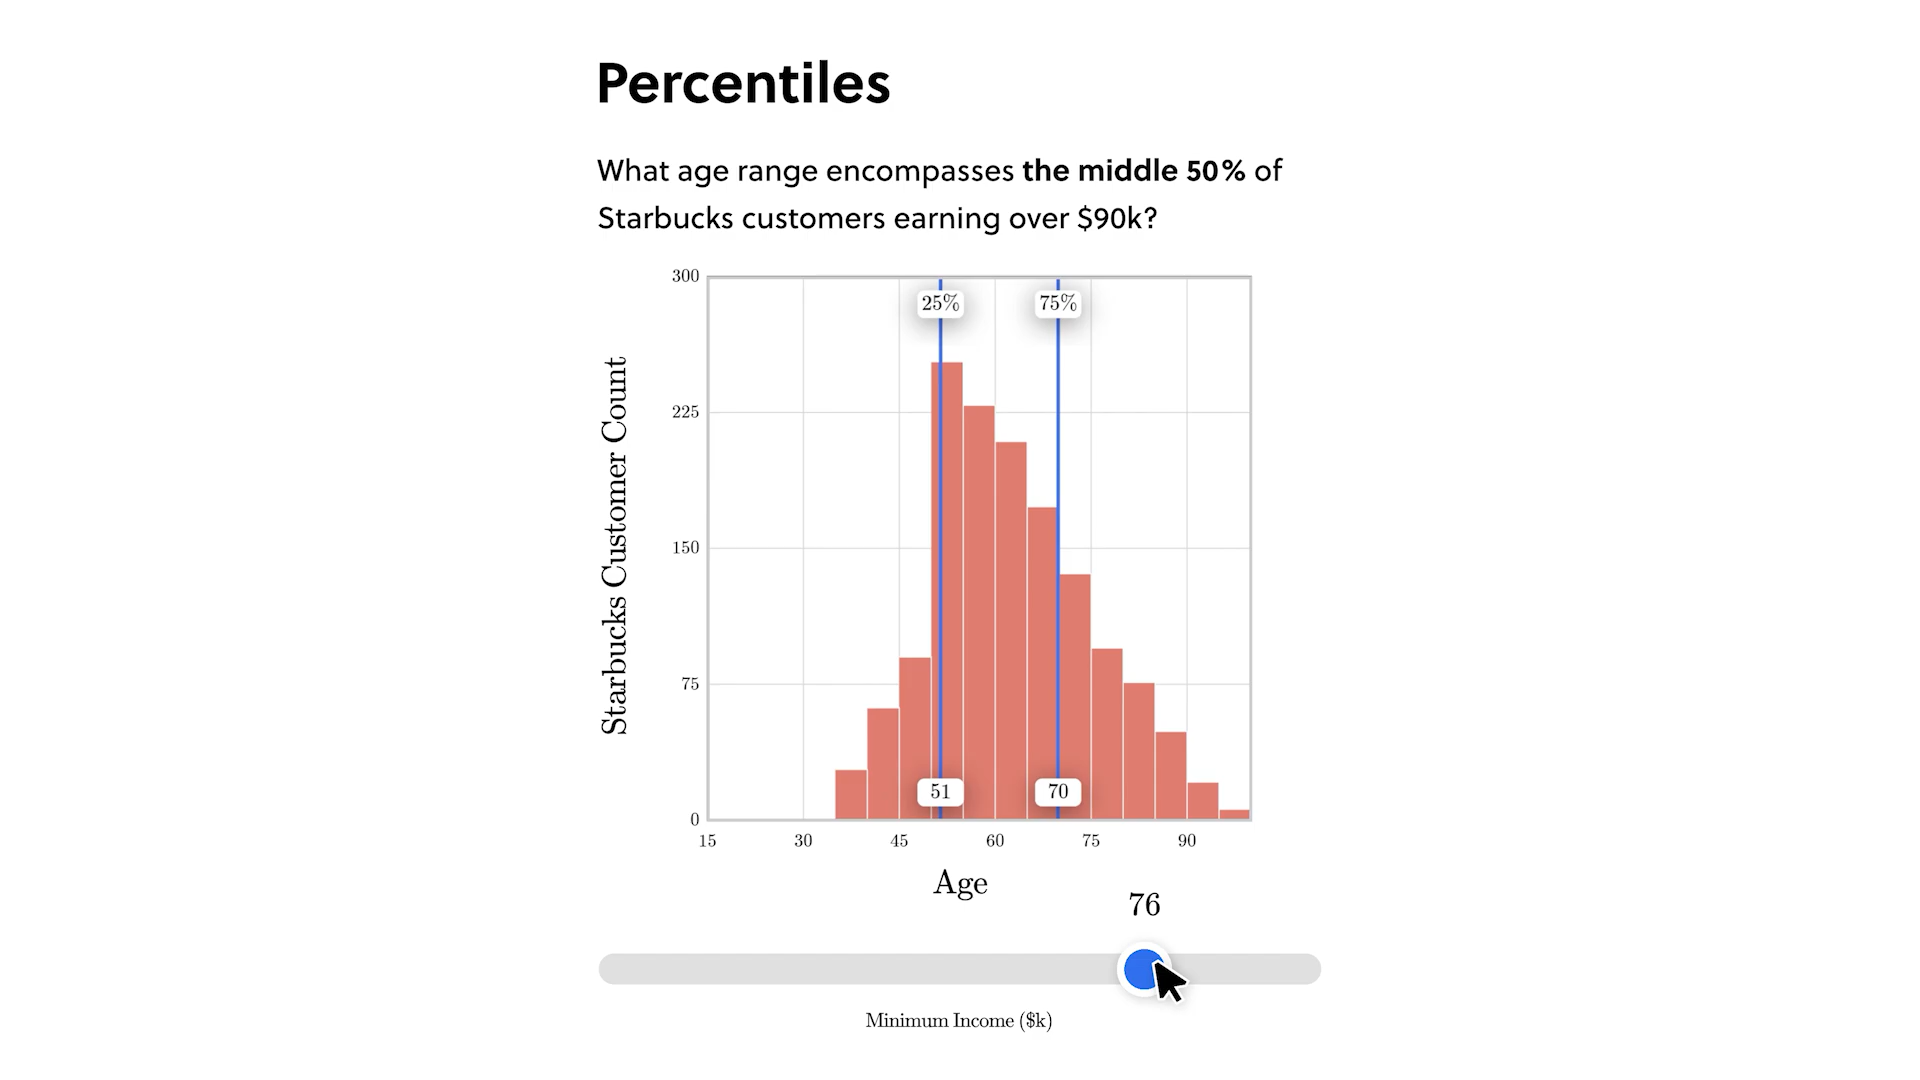 Percentiles
What age range encompasses the middle 50% of
Starbucks customers earning over $90k?
300
225
150
75
0
Starbucks Customer Count
25%
75%
51
70
15
30
45
60
75
90
Age
76
Minimum Income ($k)